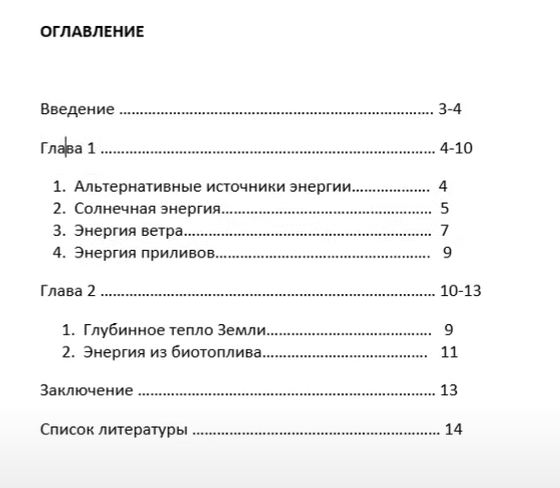 ОГЛАВЛЕНИЕ
Введение ……………………………………………………………… 3-4
Глава 1 ………………………………………………………………… 4-10
1. Альтернативные источники энергии.................... 4
2. Солнечная энергия…………………………………….. 5
3. Энергия ветра…………………………………………….. 7
4. Энергия приливов……………………………………….. 9
Глава 2 ………………………………………………………………… 10-13
1. Глубинное тепло Земли……………………………… 9
2. Энергия из биотоплива………………………………. 11
Заключение ………………………………………………………… 13
Список литературы ……………………………………………… 14